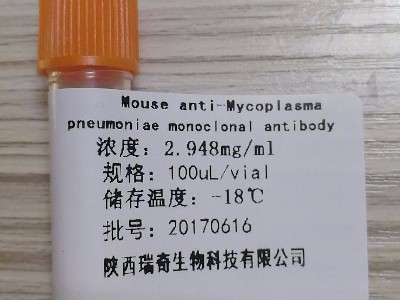 Mouse anti-Mycoplasma
pneumoniae monoclonal antibody
浓度: 2.948mg/ml
规格: 100uL/vial
储存温度: -18℃
批号: 20170616
陕西瑞奇生物科技有限公司